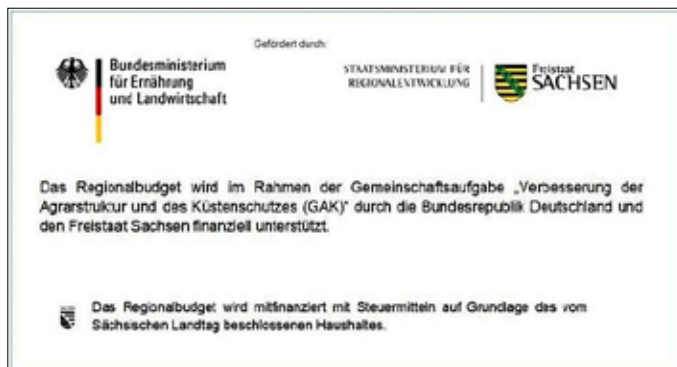 Gefördert durch:
Bundesministerium
für Ernährung
und Landwirtschaft
STAATSMINISTERIUM FÜR
REGIONALENTWICKLUNG
Freistaat
SACHSEN
Das Regionalbudget wird im Rahmen der Gemeinschaftsaufgabe „Verbesserung der
Agrarstruktur und des Küstenschutzes (GAK)“ durch die Bundesrepublik Deutschland und
den Freistaat Sachsen finanziell unterstützt.
Das Regionalbudget wird mitfinanziert mit Steuermitteln auf Grundlage des vom
Sächsischen Landtag beschlossenen Haushaltes.